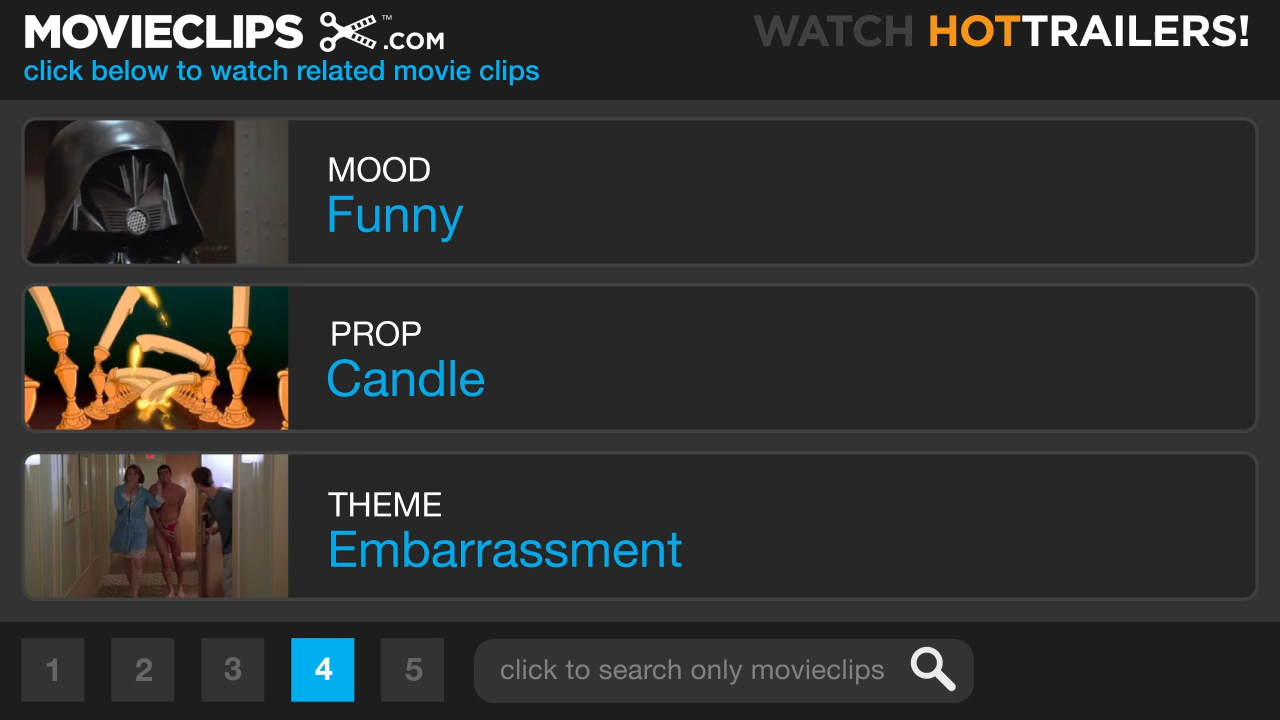 MOVIECLIPS ™ .COM
WATCH HOTTRAILERS!
click below to watch related movie clips
MOOD
Funny
PROP
Candle
THEME
Embarrassment
1 2 3 4 5 click to search only movieclips